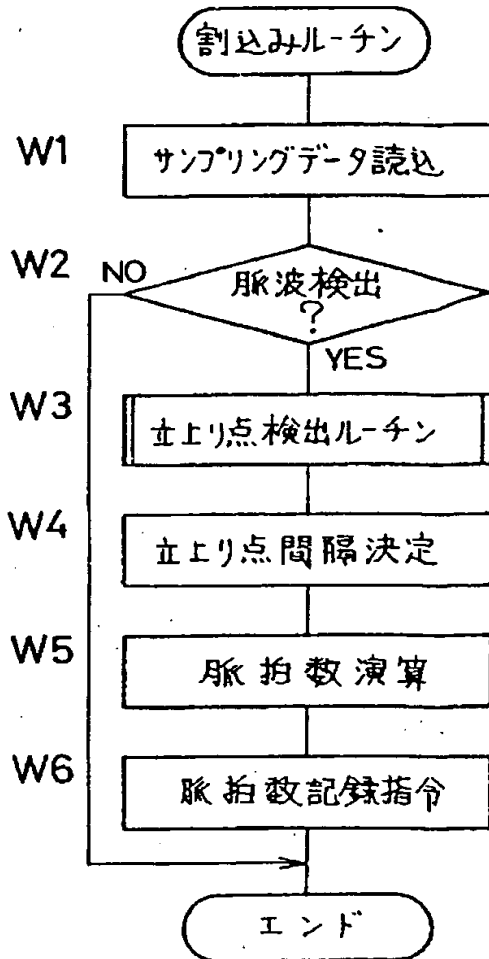 割込みルーチン
W1
サンプリングデータ読込
W2
NO
脈波検出
?
YES
W3
立上り点検出ルーチン
W4
立上り点間隔決定
W5
脈拍数演算
W6
脈拍数記録指令
エンド